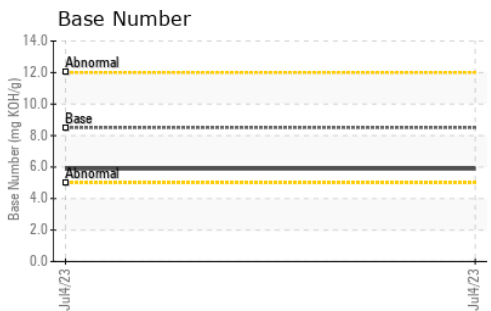 Base Number
14.0
Abnormal
12.0
10.0
Base
8.0
6.0
Abnormal
4.0
2.0
0.0
Base Number (mg KOH/g)
Jul4/23
Jul4/23